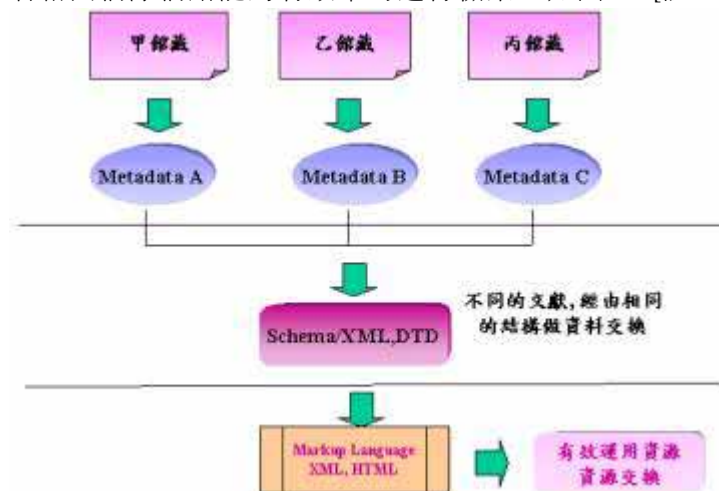 甲館藏
乙館藏
丙館藏
Metadata A
Metadata B
Metadata C
不同的文獻,經由相同
的結構做資料交換
Schema/XML,DTD
Markup Language
XML, HTML
有效運用資源
資源交換